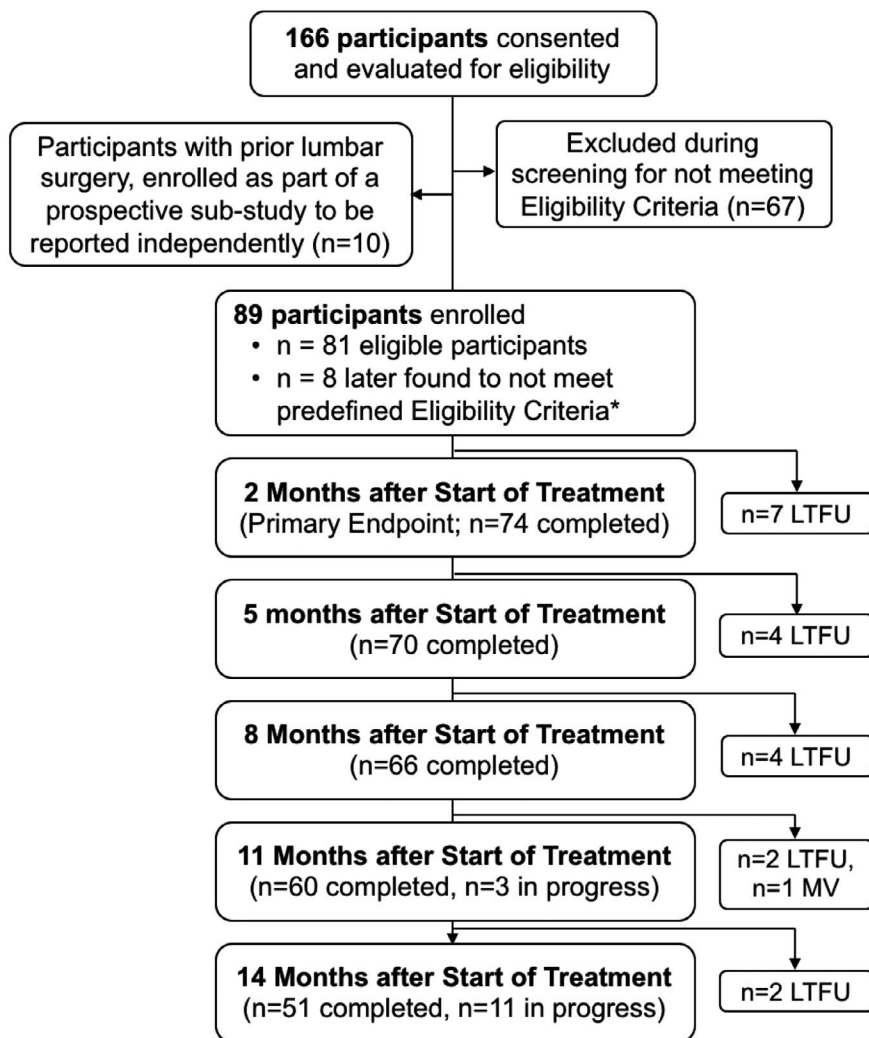 166 participants consented
and evaluated for eligibility
Participants with prior lumbar
surgery, enrolled as part of a
prospective sub-study to be
reported independently (n=10)
Excluded during
screening for not meeting
Eligibility Criteria (n=67)
89 participants enrolled
• n = 81 eligible participants
• n = 8 later found to not meet
predefined Eligibility Criteria*
2 Months after Start of Treatment
(Primary Endpoint; n=74 completed)
n=7 LTFU
5 months after Start of Treatment
(n=70 completed)
n=4 LTFU
8 Months after Start of Treatment
(n=66 completed)
n=4 LTFU
11 Months after Start of Treatment
(n=60 completed, n=3 in progress)
n=2 LTFU,
n=1 MV
14 Months after Start of Treatment
(n=51 completed, n=11 in progress)
n=2 LTFU